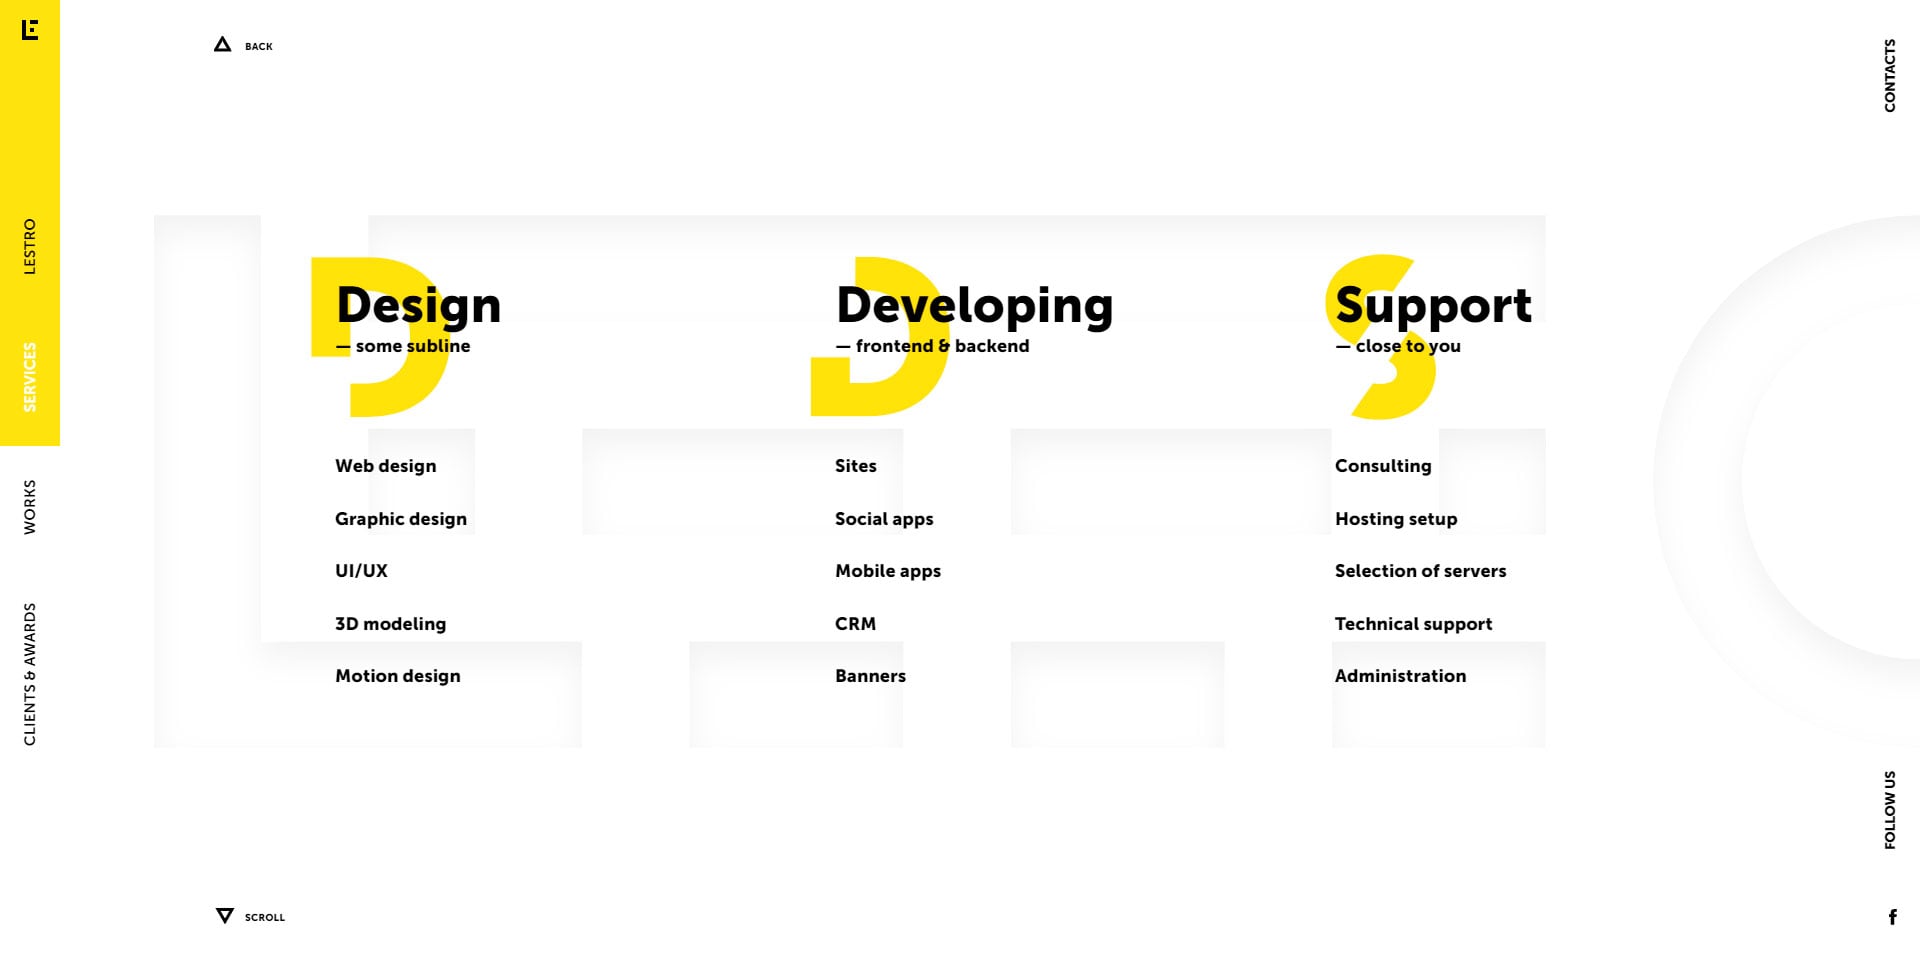 BACK
CONTACTS
LESTRO
SERVICES
WORKS
CLIENTS & AWARDS
Design
— some subline
Web design
Graphic design
UI/UX
3D modeling
Motion design
Developing
— frontend & backend
Sites
Social apps
Mobile apps
CRM
Banners
Support
— close to you
Consulting
Hosting setup
Selection of servers
Technical support
Administration
FOLLOW US
SCROLL